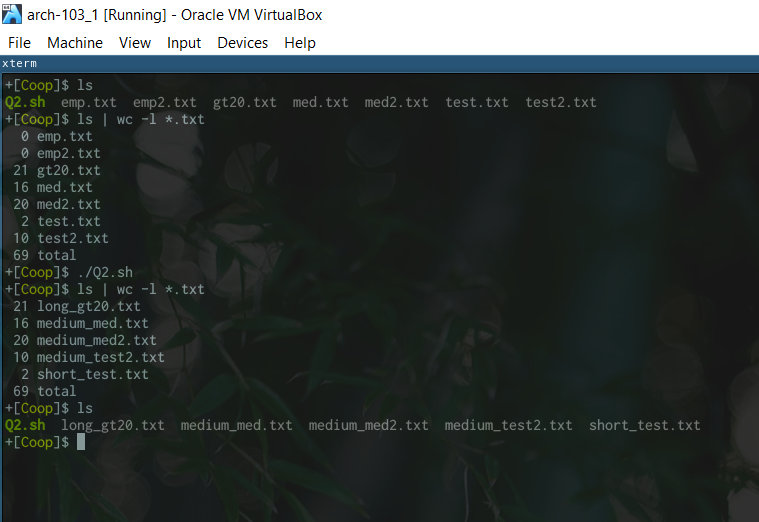 arch-103_1 [Running] - Oracle VM VirtualBox
File Machine View Input Devices Help
xterm
+[Coop]$ ls
Q2.sh emp.txt emp2.txt gt20.txt med.txt med2.txt test.txt test2.txt
+[Coop]$ ls | wc -l *.txt
0 emp.txt
0 emp2.txt
21 gt20.txt
16 med.txt
20 med2.txt
2 test.txt
10 test2.txt
69 total
+[Coop]$ ./Q2.sh
+[Coop]$ ls | wc -l *.txt
21 long_gt20.txt
16 medium_med.txt
20 medium_med2.txt
10 medium_test2.txt
2 short_test.txt
69 total
+[Coop]$ ls
Q2.sh long_gt20.txt medium_med.txt medium_med2.txt medium_test2.txt short_test.txt
+[Coop]$